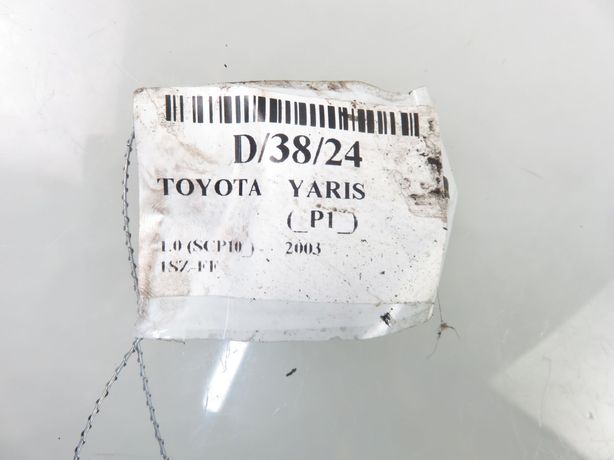 D/38/24
TOYOTA YARIS
(_P1_)
1.0 (SCP10_) - 2003
1SZ-FE